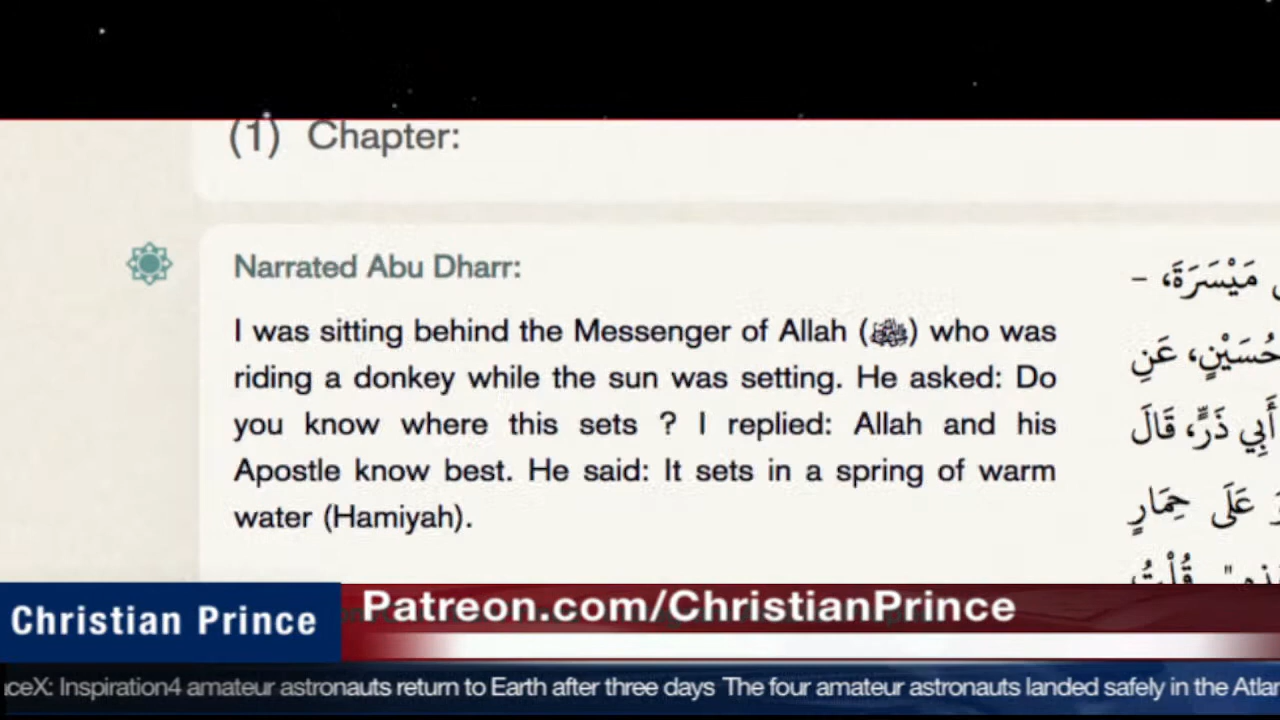 (1) Chapter:
Narrated Abu Dharr:
I was sitting behind the Messenger of Allah (ﷺ) who was
riding a donkey while the sun was setting. He asked: Do
you know where this sets ? I replied: Allah and his
Apostle know best. He said: It sets in a spring of warm
water (Hamiyah).
مَيْسَرَةَ، -
حُسَيْنٍ، عَنِ
أَبِي ذَرٍّ، قَالَ
عَلَى حِمَارٍ
" قُلْتُ
Christian Prince
Patreon.com/ChristianPrince
ceX: Inspiration4 amateur astronauts return to Earth after three days The four amateur astronauts landed safely in the Atlan